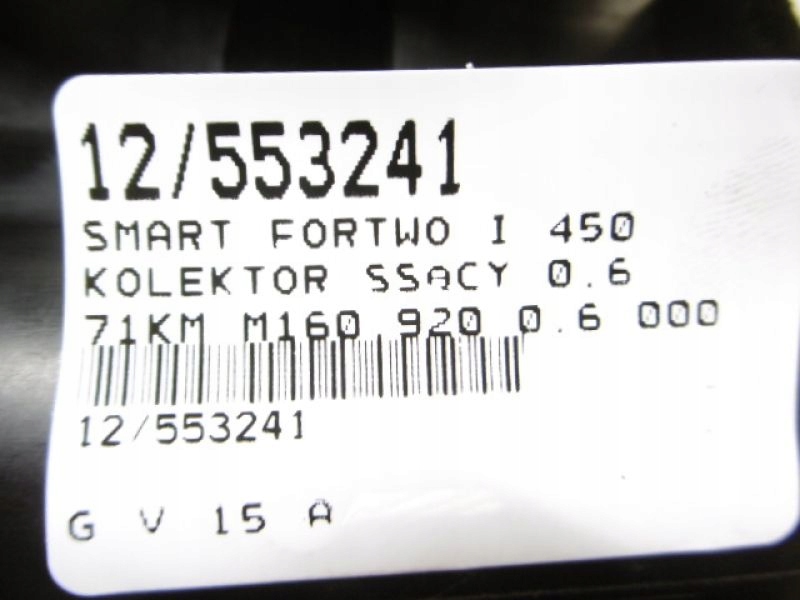 12/553241
SMART FORTWO I 450
KOLEKTOR SSACY 0.6
71KM M160.920 0.6 000
12/553241
G V 15 A